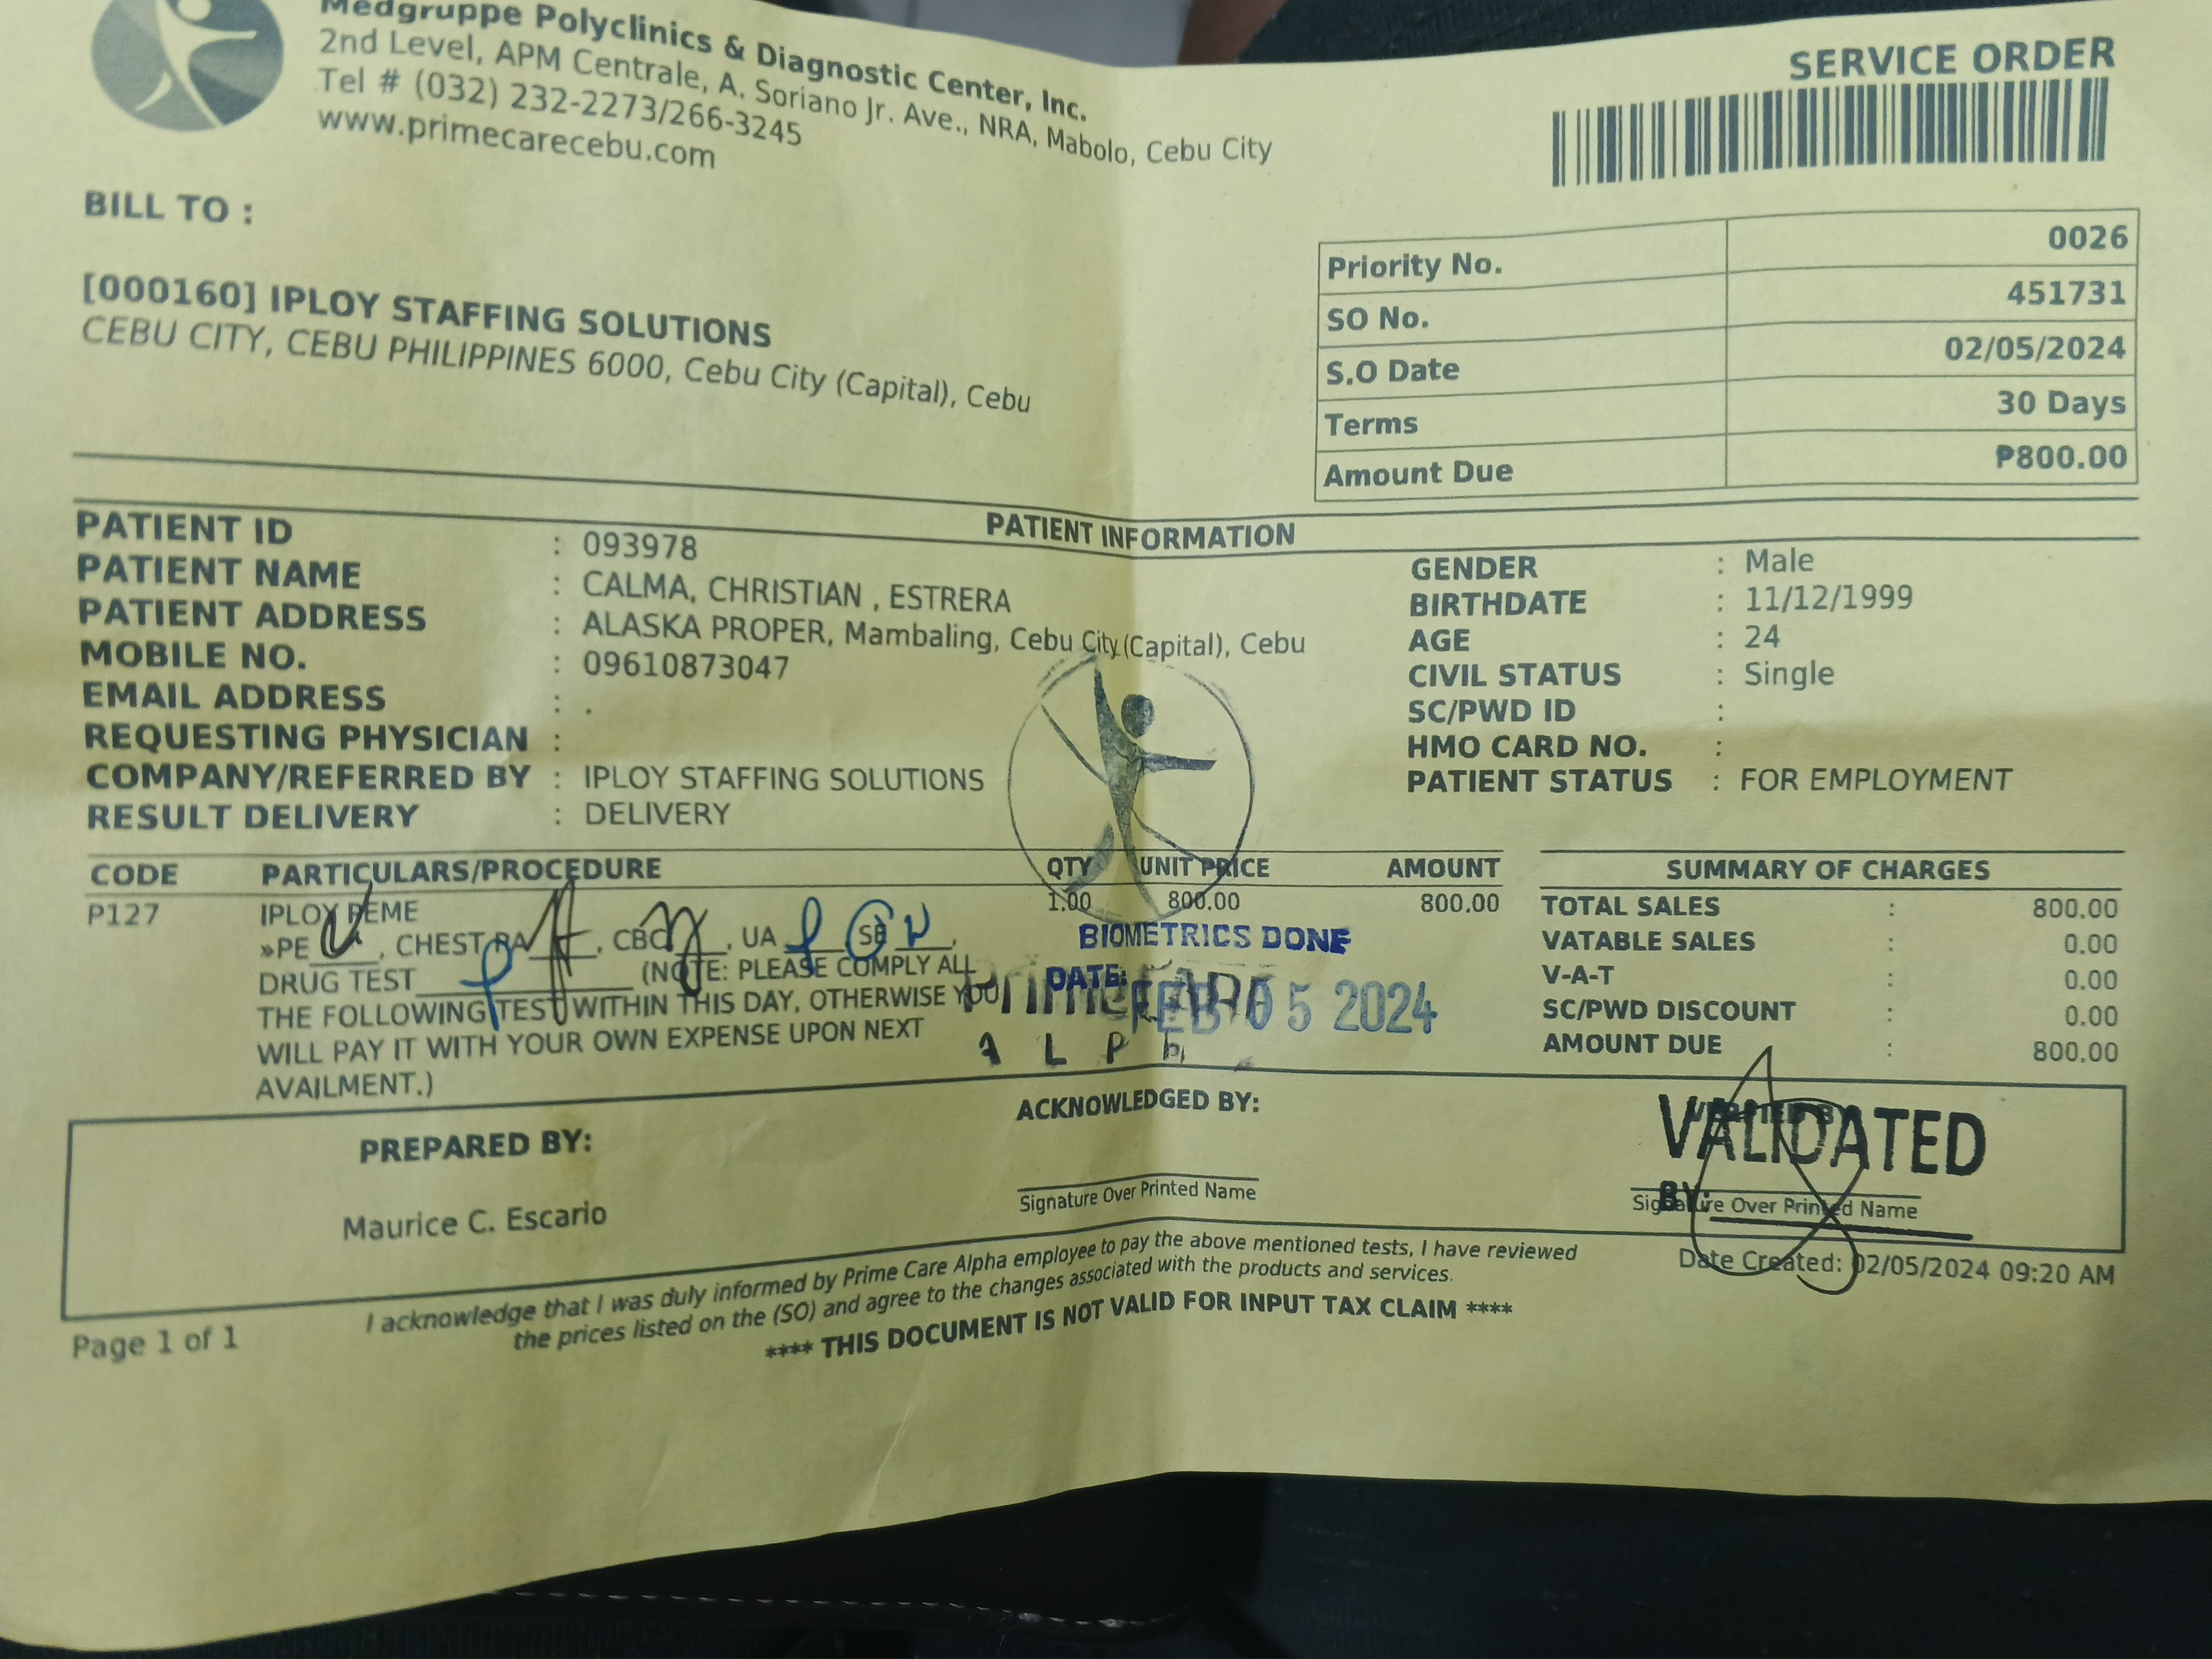 Medgruppe Polyclinics & Diagnostic Center, Inc.
2nd Level, APM Centrale, A. Soriano Jr. Ave., NRA, Mabolo, Cebu City
Tel # (032) 232-2273/266-3245
www.primecarecebu.com
SERVICE ORDER
BILL TO :
[000160] IPLOY STAFFING SOLUTIONS
CEBU CITY, CEBU PHILIPPINES 6000, Cebu City (Capital), Cebu
Priority No. 0026
SO No. 451731
S.O Date 02/05/2024
Terms 30 Days
Amount Due ₱800.00
PATIENT INFORMATION
PATIENT ID : 093978
PATIENT NAME : CALMA, CHRISTIAN , ESTRERA
PATIENT ADDRESS : ALASKA PROPER, Mambaling, Cebu City (Capital), Cebu
MOBILE NO. : 09610873047
EMAIL ADDRESS : .
REQUESTING PHYSICIAN :
COMPANY/REFERRED BY : IPLOY STAFFING SOLUTIONS
RESULT DELIVERY : DELIVERY
GENDER : Male
BIRTHDATE : 11/12/1999
AGE : 24
CIVIL STATUS : Single
SC/PWD ID :
HMO CARD NO. :
PATIENT STATUS : FOR EMPLOYMENT
CODE PARTICULARS/PROCEDURE QTY UNIT PRICE AMOUNT
P127 IPLOY PEME 1.00 800.00 800.00
»PE____, CHEST PA____, CBC____, UA____, SE____,
DRUG TEST____ (NOTE: PLEASE COMPLY ALL
THE FOLLOWING TEST WITHIN THIS DAY, OTHERWISE YOU
WILL PAY IT WITH YOUR OWN EXPENSE UPON NEXT
AVAILMENT.)
BIOMETRICS DONE
DATE:
FEB 05 2024
SUMMARY OF CHARGES
TOTAL SALES : 800.00
VATABLE SALES : 0.00
V-A-T : 0.00
SC/PWD DISCOUNT : 0.00
AMOUNT DUE : 800.00
PREPARED BY:
Maurice C. Escario
ACKNOWLEDGED BY:
Signature Over Printed Name
VALIDATED
BY:
Signature Over Printed Name
Date Created: 02/05/2024 09:20 AM
I acknowledge that I was duly informed by Prime Care Alpha employee to pay the above mentioned tests, I have reviewed
the prices listed on the (SO) and agree to the changes associated with the products and services.
**** THIS DOCUMENT IS NOT VALID FOR INPUT TAX CLAIM ****
Page 1 of 1